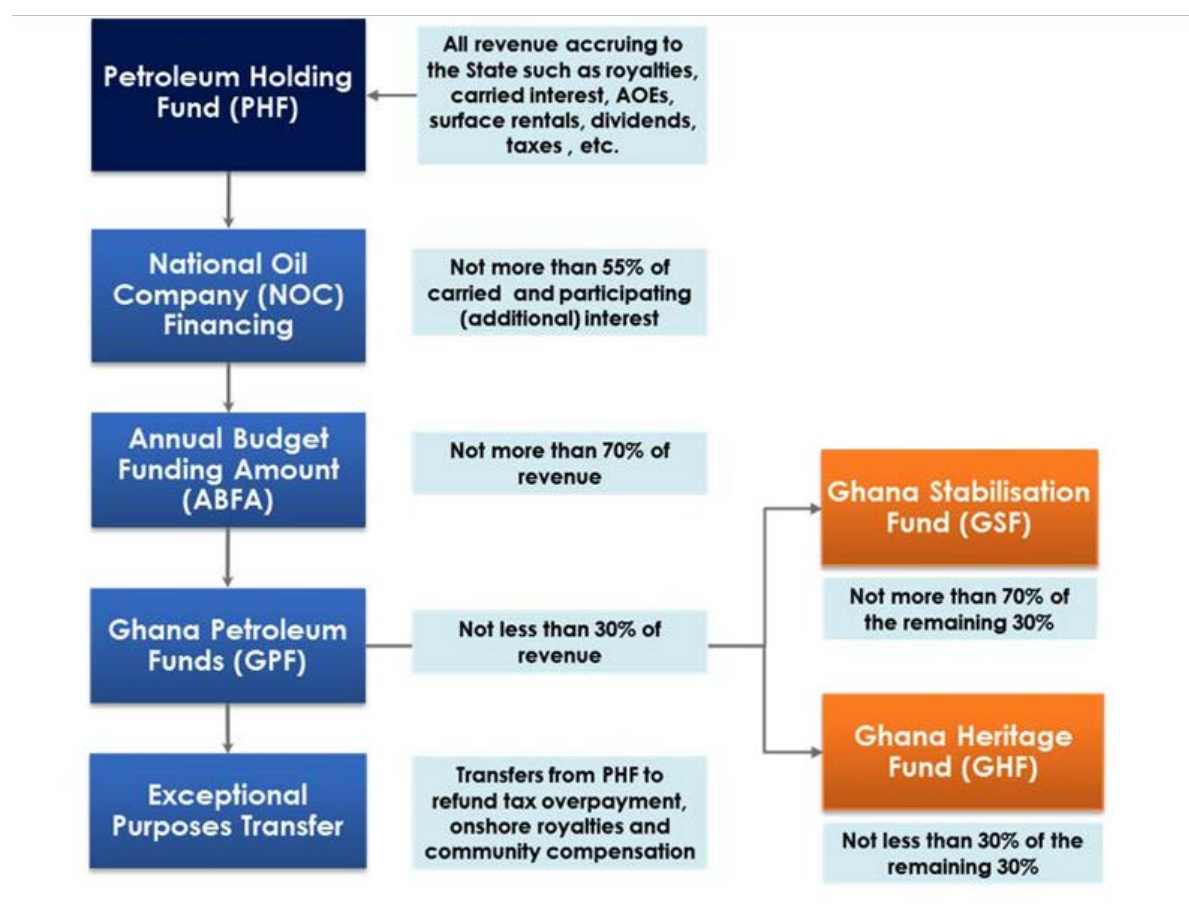 Petroleum Holding
Fund (PHF)
All revenue accruing to
the State such as royalties,
carried interest, AOEs,
surface rentals, dividends,
taxes , etc.
National Oil
Company (NOC)
Financing
Not more than 55% of
carried and participating
(additional) interest
Annual Budget
Funding Amount
(ABFA)
Not more than 70% of
revenue
Ghana Stabilisation
Fund (GSF)
Not more than 70% of
the remaining 30%
Ghana Petroleum
Funds (GPF)
Not less than 30% of
revenue
Ghana Heritage
Fund (GHF)
Not less than 30% of the
remaining 30%
Exceptional
Purposes Transfer
Transfers from PHF to
refund tax overpayment,
onshore royalties and
community compensation